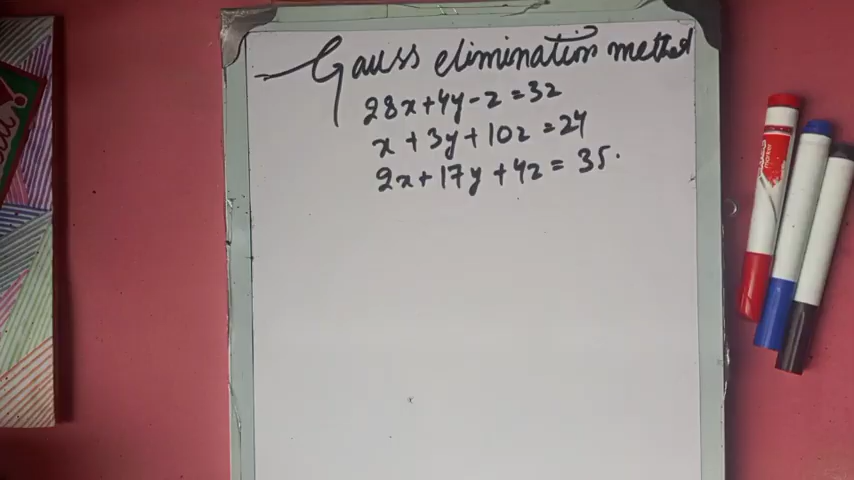 Gauss elimination method
28x+4y-z=32
x+3y+10z=24
2x+17y+4z=35.